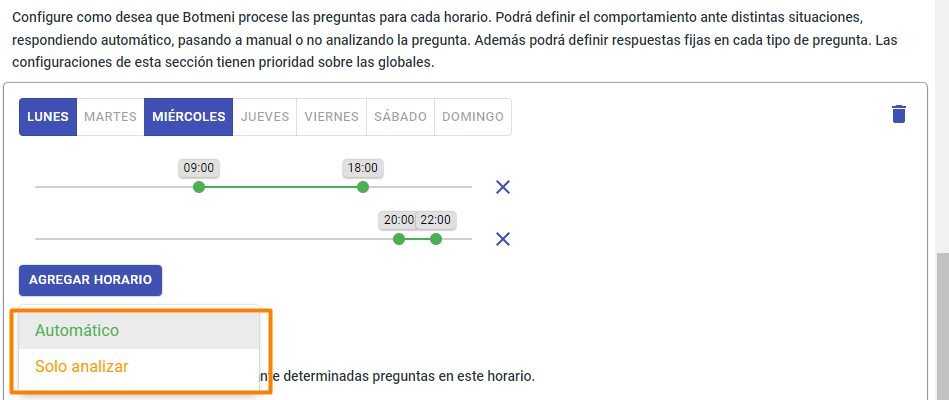 Configure como desea que Botmeni procese las preguntas para cada horario. Podrá definir el comportamiento ante distintas situaciones,
respondiendo automático, pasando a manual o no analizando la pregunta. Además podrá definir respuestas fijas en cada tipo de pregunta. Las
configuraciones de esta sección tienen prioridad sobre las globales.
LUNES MARTES MIÉRCOLES JUEVES VIERNES SÁBADO DOMINGO
09:00 18:00
20:00 22:00
AGREGAR HORARIO
Automático
Solo analizar
determinadas preguntas en este horario.